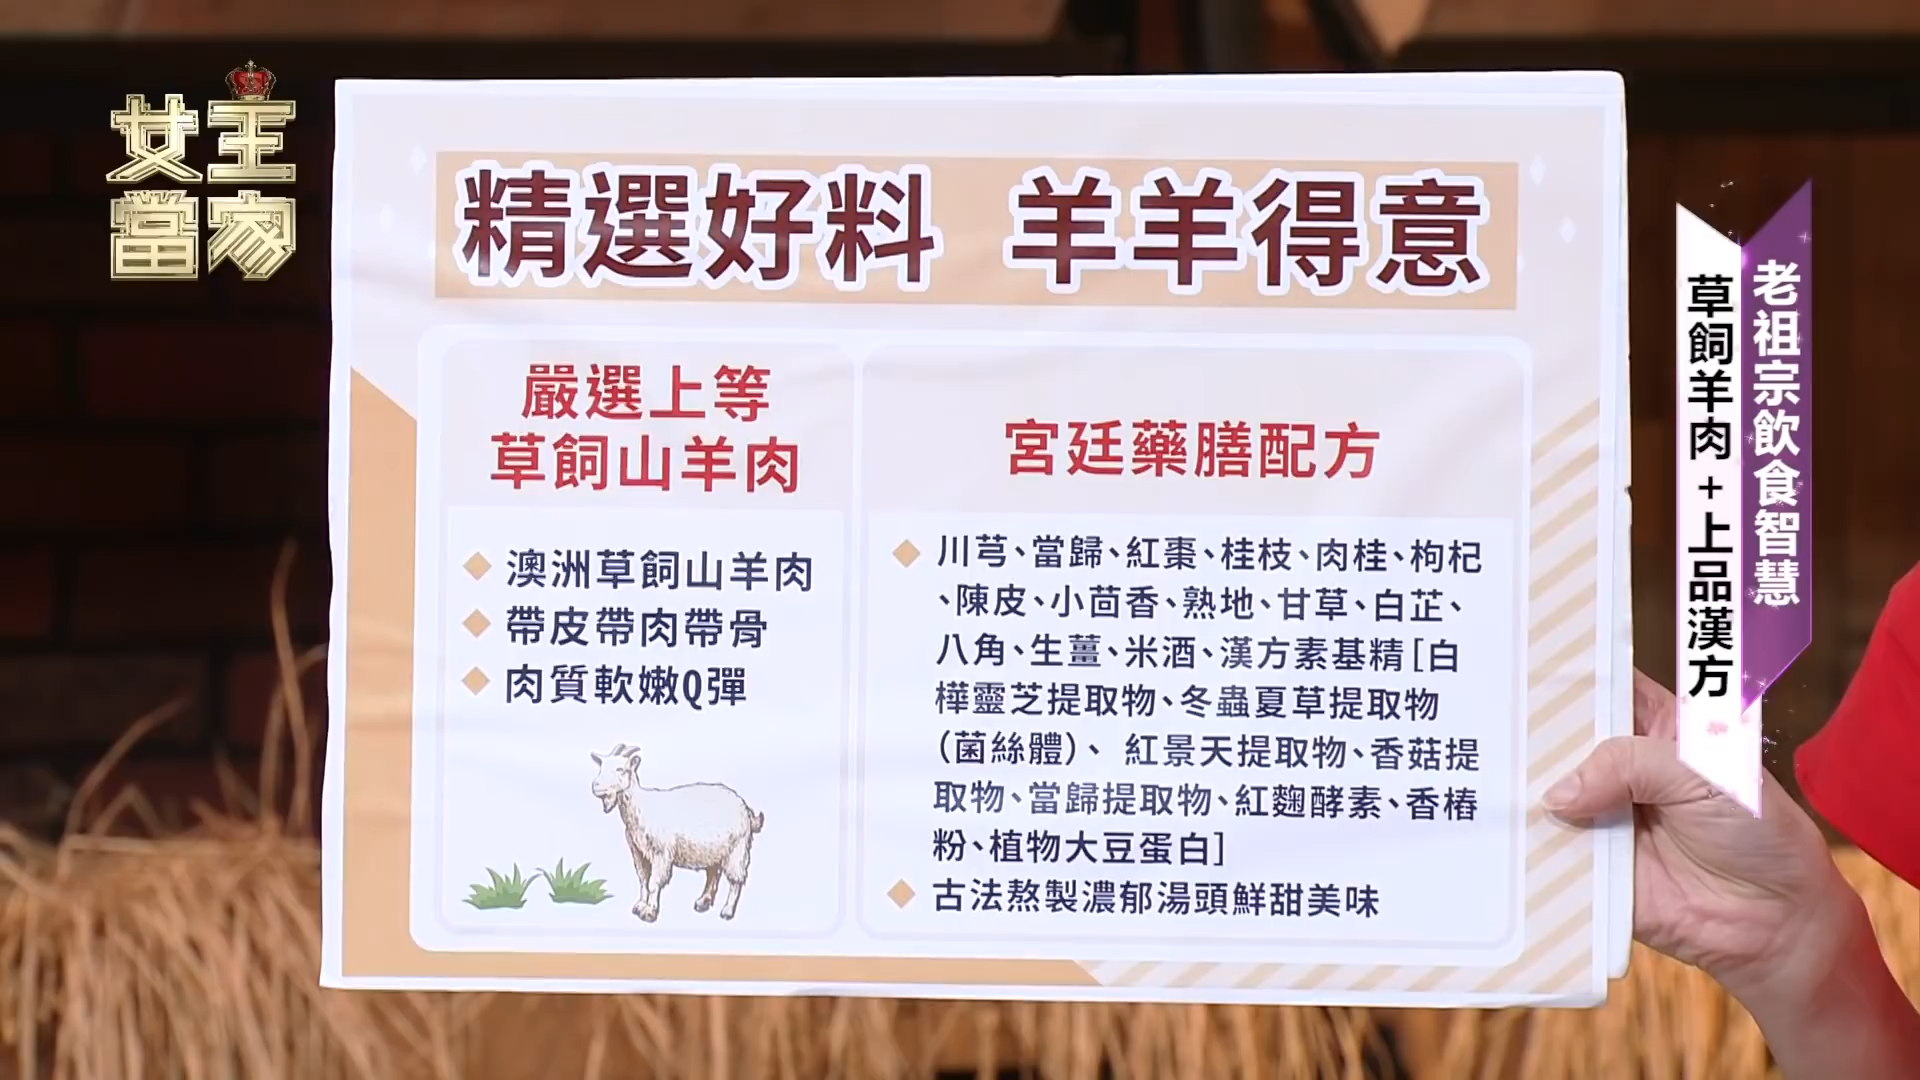 女王
當家
精選好料 羊羊得意
嚴選上等
草飼山羊肉
澳洲草飼山羊肉
帶皮帶肉帶骨
肉質軟嫩Q彈
宮廷藥膳配方
川芎、當歸、紅棗、桂枝、肉桂、枸杞
、陳皮、小茴香、熟地、甘草、白芷、
八角、生薑、米酒、漢方素基精[白
樺靈芝提取物、冬蟲夏草提取物
(菌絲體)、 紅景天提取物、香菇提
取物、當歸提取物、紅麴酵素、香樁
粉、植物大豆蛋白]
古法熬製濃郁湯頭鮮甜美味
老祖宗飲食智慧
草飼羊肉+上品漢方